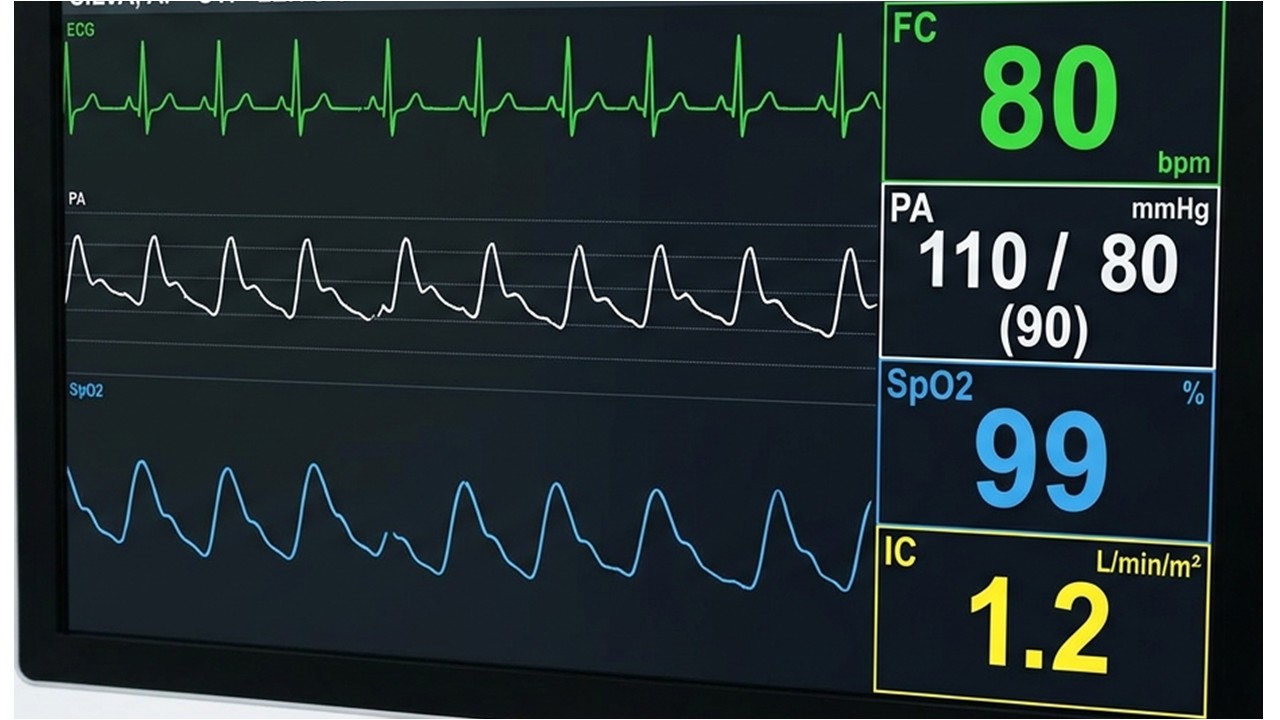 ECG
FC
80
bpm
PA
PA
mmHg
110 / 80
(90)
SpO2
SpO2
%
99
IC
L/min/m²
1.2